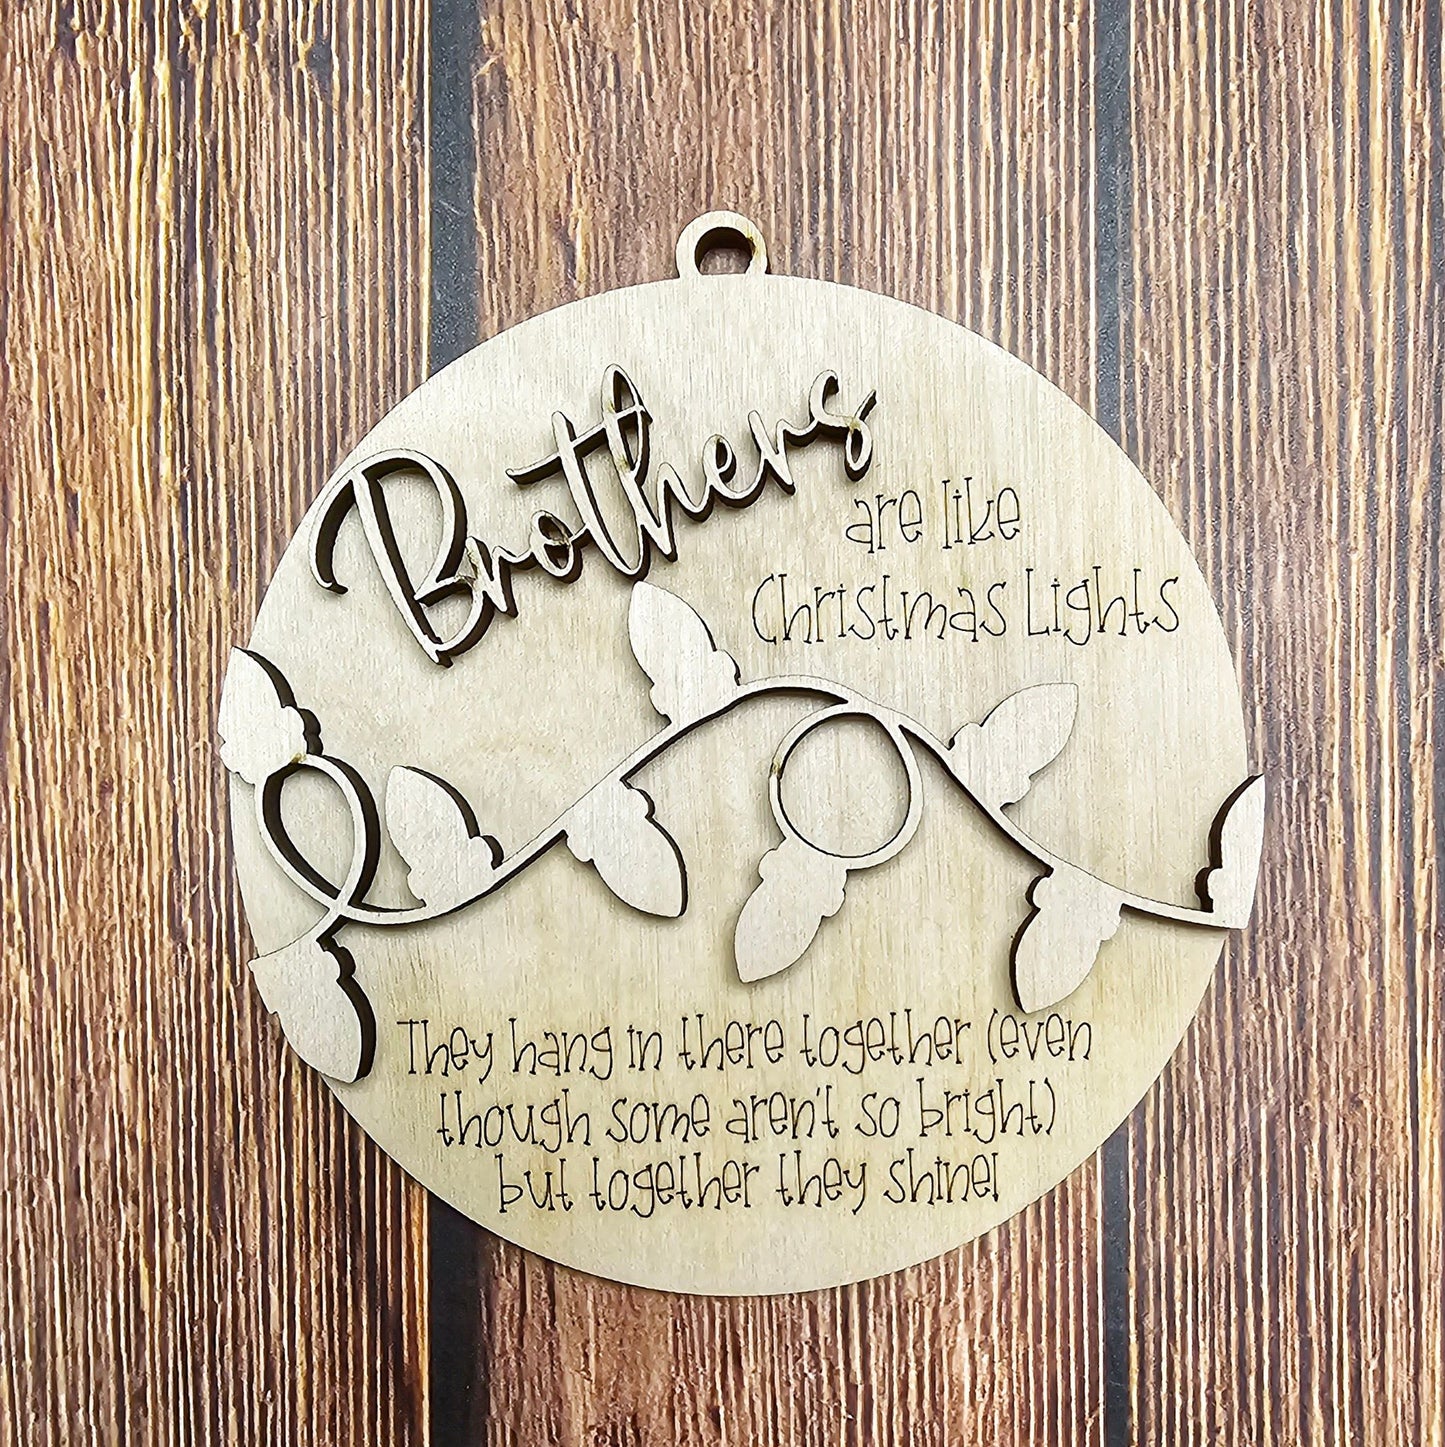 Brothers
are like
Christmas Lights
They hang in there together (even
though some aren't so bright)
but together they shine!